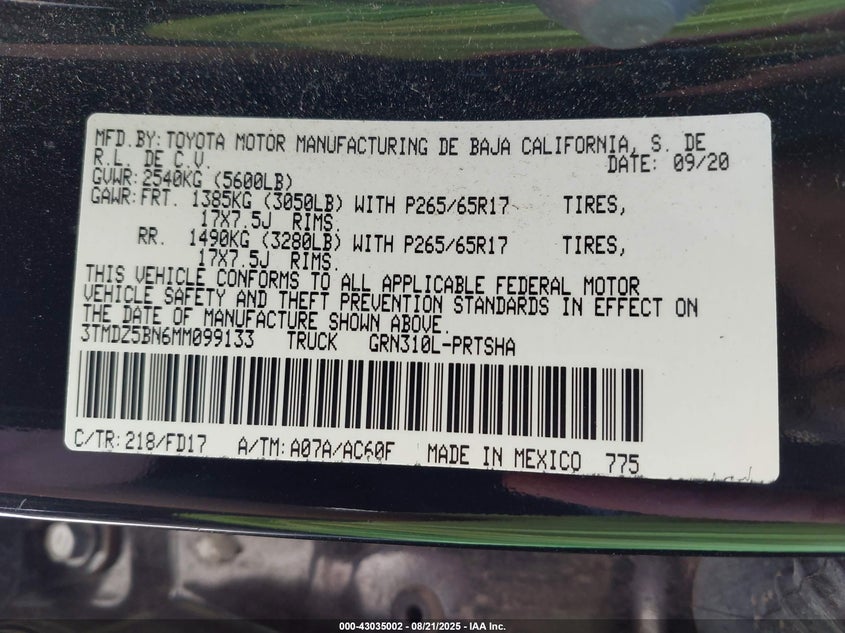 MFD.BY:TOYOTA MOTOR MANUFACTURING DE BAJA CALIFORNIA, S. DE
R.L. DE C.V. DATE: 09/20
GVWR:2540KG (5600LB)
GAWR:FRT. 1385KG (3050LB) WITH P265/65R17 TIRES,
17X7.5J RIMS.
RR. 1490KG (3280LB) WITH P265/65R17 TIRES,
17X7.5J RIMS.
THIS VEHICLE CONFORMS TO ALL APPLICABLE FEDERAL MOTOR
VEHICLE SAFETY AND THEFT PREVENTION STANDARDS IN EFFECT ON
THE DATE OF MANUFACTURE SHOWN ABOVE.
3TMDZ5BN6MM099133 TRUCK GRN310L-PRTSHA
C/TR:218/FD17 A/TM:A07A/AC60F MADE IN MEXICO 775
000-43035002 - 08/21/2025 - IAA Inc.